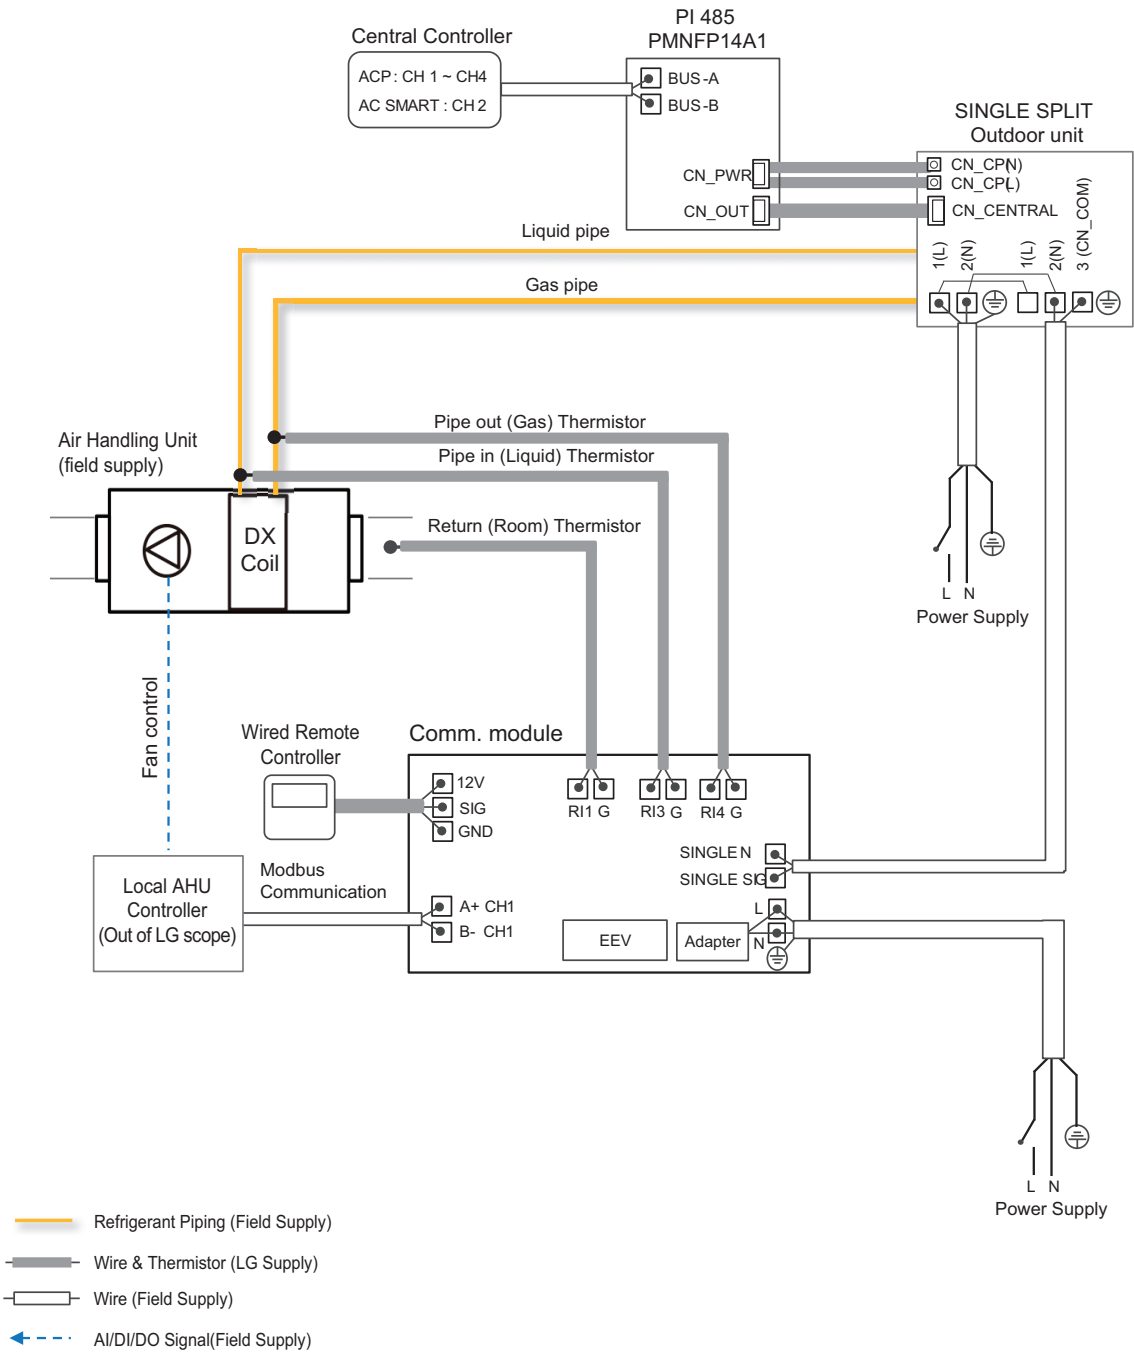 PI 485
PMNFP14A1
Central Controller
ACP : CH 1 ~ CH4
AC SMART : CH 2
BUS-A
BUS-B
CN_PWR
CN_OUT
SINGLE SPLIT
Outdoor unit
CN_CP(N)
CN_CP(L)
CN_CENTRAL
1(L)
2(N)
1(L)
2(N)
3 (CN_COM)
Liquid pipe
Gas pipe
Pipe out (Gas) Thermistor
Pipe in (Liquid) Thermistor
Return (Room) Thermistor
Air Handling Unit
(field supply)
DX
Coil
L N
Power Supply
Fan control
Wired Remote
Controller
Comm. module
12V
SIG
GND
RI1 G
RI3 G
RI4 G
SINGLE N
SINGLE SIG
Modbus
Communication
Local AHU
Controller
(Out of LG scope)
A+ CH1
B- CH1
EEV
Adapter
L
N
L N
Power Supply
Refrigerant Piping (Field Supply)
Wire & Thermistor (LG Supply)
Wire (Field Supply)
AI/DI/DO Signal(Field Supply)